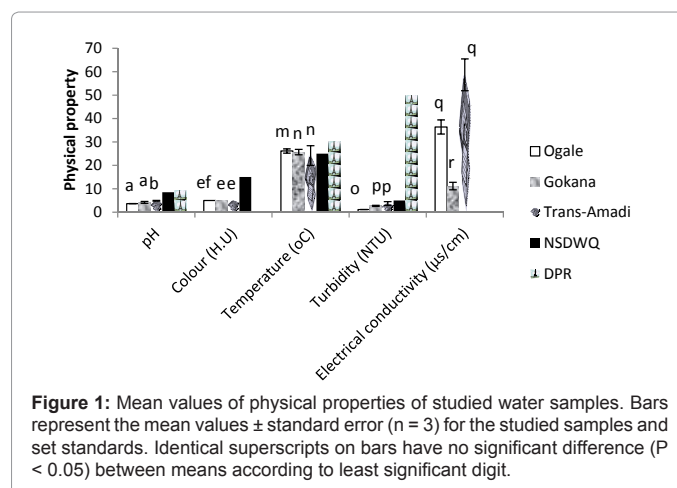 70
60
50
40
30
20
10
0
Physical property
a a b
ef e e
m n n
o p p
q r q
pH
Colour (H.U)
Temperature (oC)
Turbidity (NTU)
Electrical conductivity (µs/cm)
Ogale
Gokana
Trans-Amadi
NSDWQ
DPR
Figure 1: Mean values of physical properties of studied water samples. Bars
represent the mean values ± standard error (n = 3) for the studied samples and
set standards. Identical superscripts on bars have no significant difference (P
< 0.05) between means according to least significant digit.